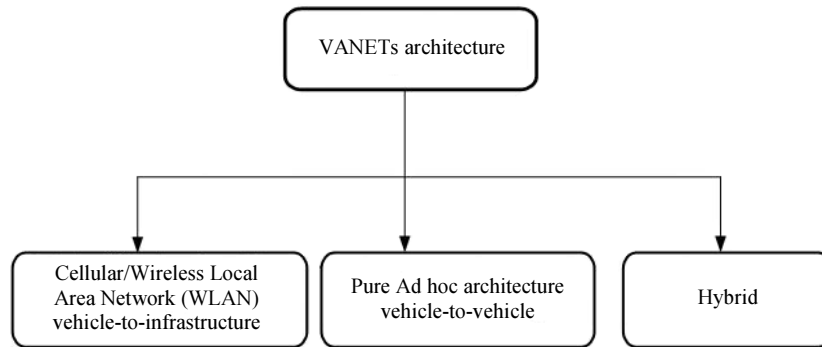 VANETs architecture
Cellular/Wireless Local
Area Network (WLAN)
vehicle-to-infrastructure
Pure Ad hoc architecture
vehicle-to-vehicle
Hybrid